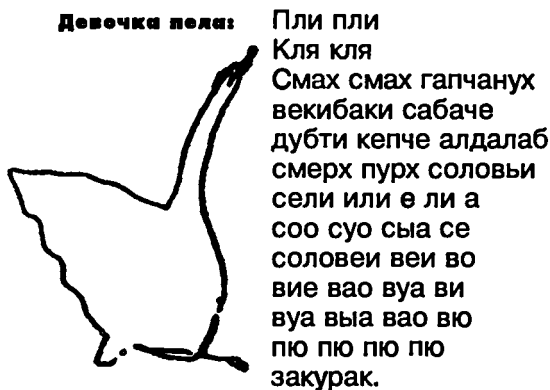 Девочка пела:
Пли пли
Кля кля
Смах смах гапчанух
векибаки сабаче
дубти кепче алдалаб
смерх пурх соловьи
сели или е ли а
соо суо сыа се
соловеи веи во
вие вао вуа ви
вуа выа вао вю
пю пю пю пю
закурак.